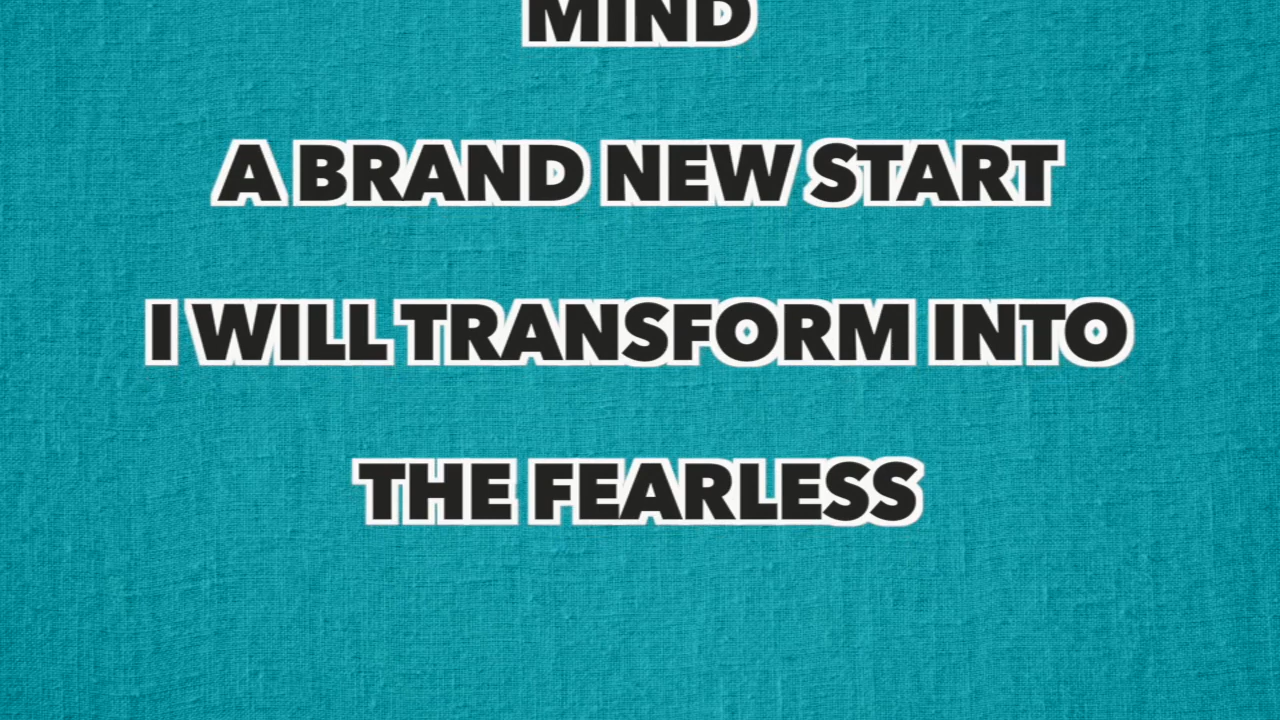 MIND
A BRAND NEW START
I WILL TRANSFORM INTO
THE FEARLESS